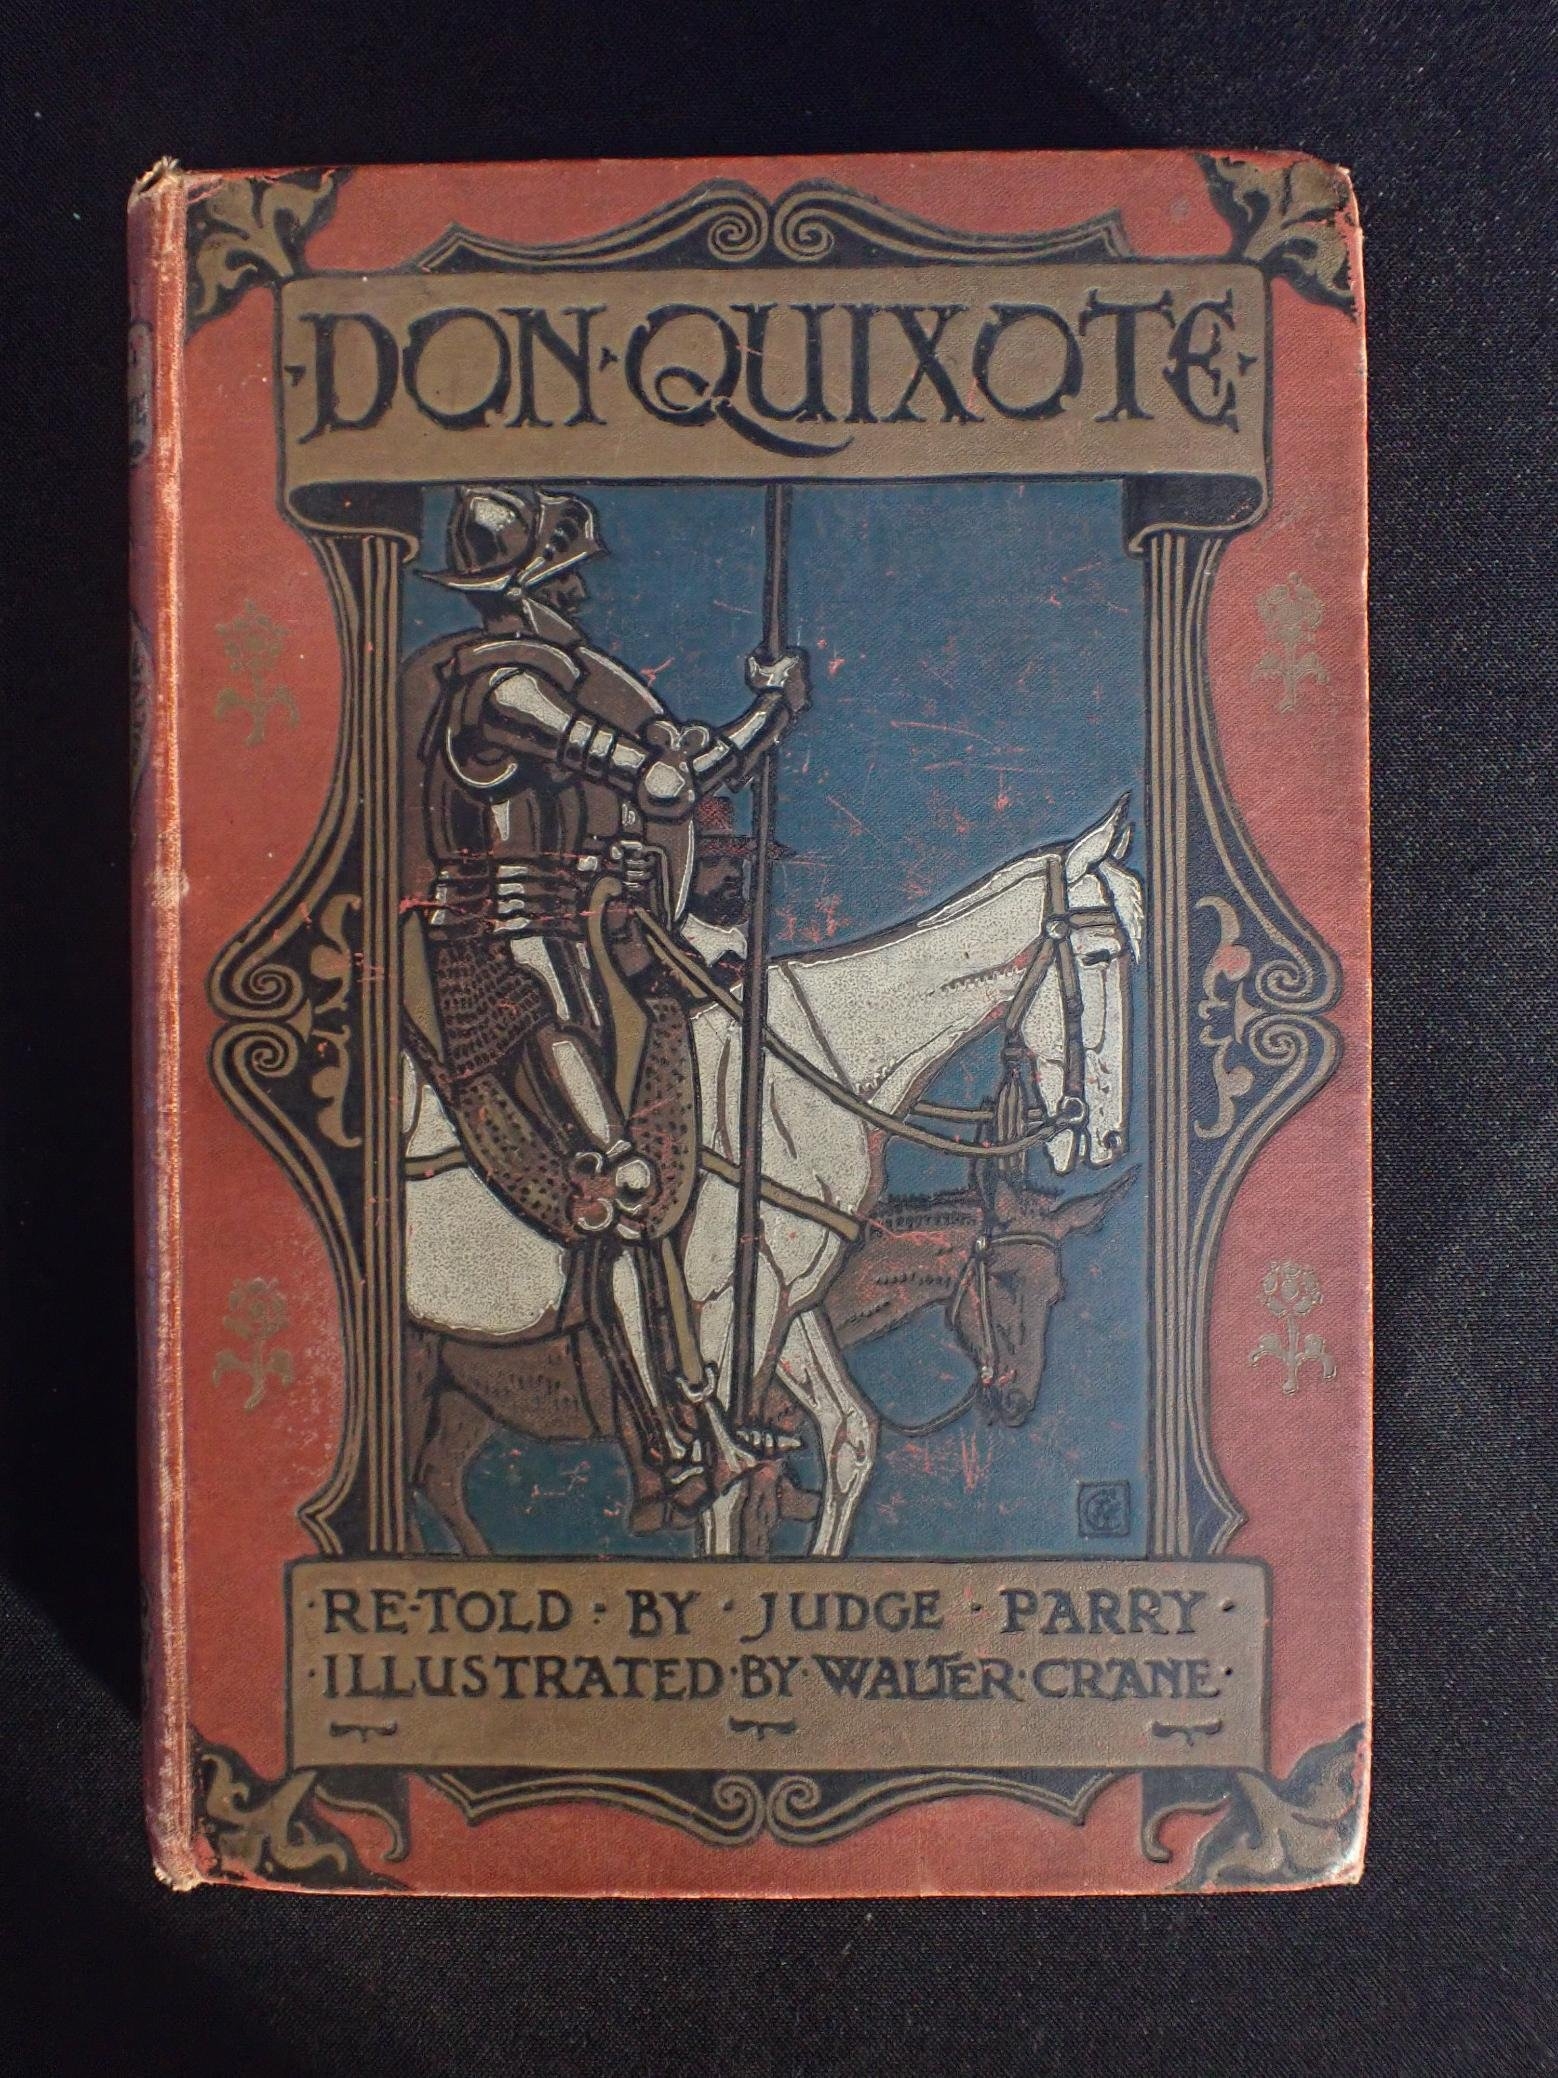 ·DON·QUIXOTE·
·RE-TOLD·BY·JUDGE·PARRY·
·ILLUSTRATED·BY·WALTER·CRANE·